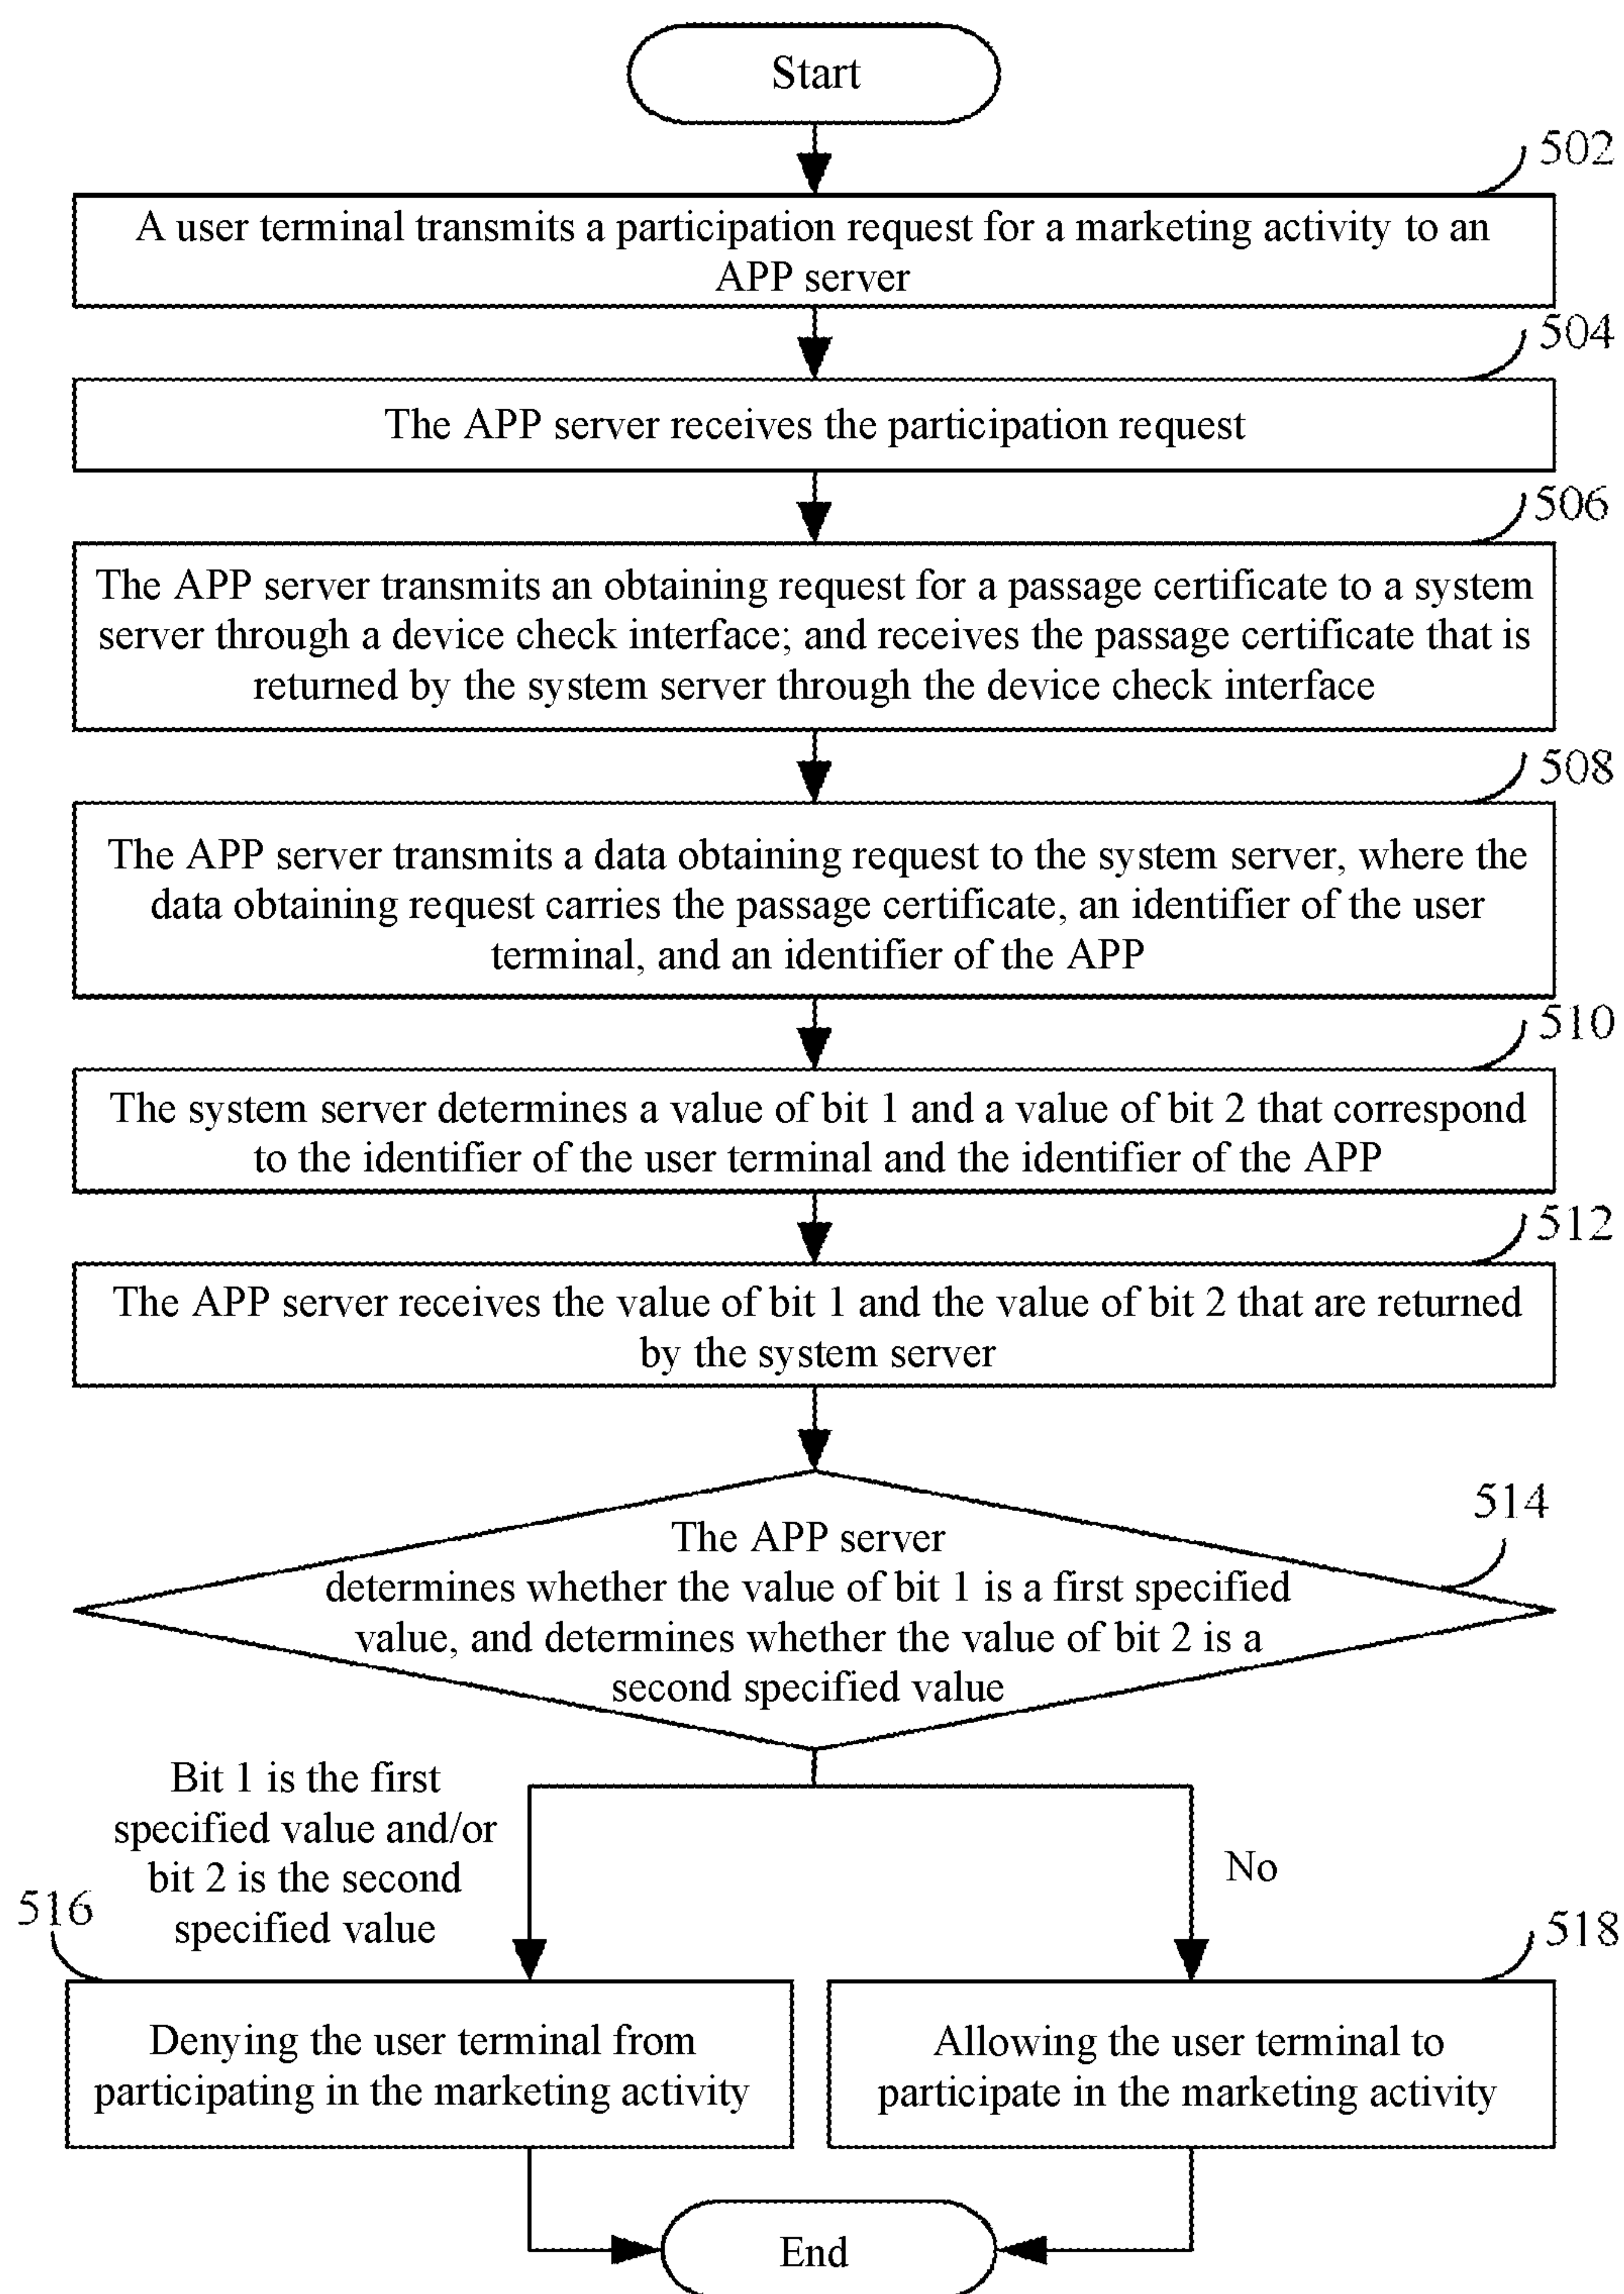 Start
502
A user terminal transmits a participation request for a marketing activity to an
APP server
504
The APP server receives the participation request
506
The APP server transmits an obtaining request for a passage certificate to a system
server through a device check interface; and receives the passage certificate that is
returned by the system server through the device check interface
508
The APP server transmits a data obtaining request to the system server, where the
data obtaining request carries the passage certificate, an identifier of the user
terminal, and an identifier of the APP
510
The system server determines a value of bit 1 and a value of bit 2 that correspond
to the identifier of the user terminal and the identifier of the APP
512
The APP server receives the value of bit 1 and the value of bit 2 that are returned
by the system server
514
The APP server
determines whether the value of bit 1 is a first specified
value, and determines whether the value of bit 2 is a
second specified value
Bit 1 is the first
specified value and/or
bit 2 is the second
specified value
No
516
Denying the user terminal from
participating in the marketing activity
518
Allowing the user terminal to
participate in the marketing activity
End